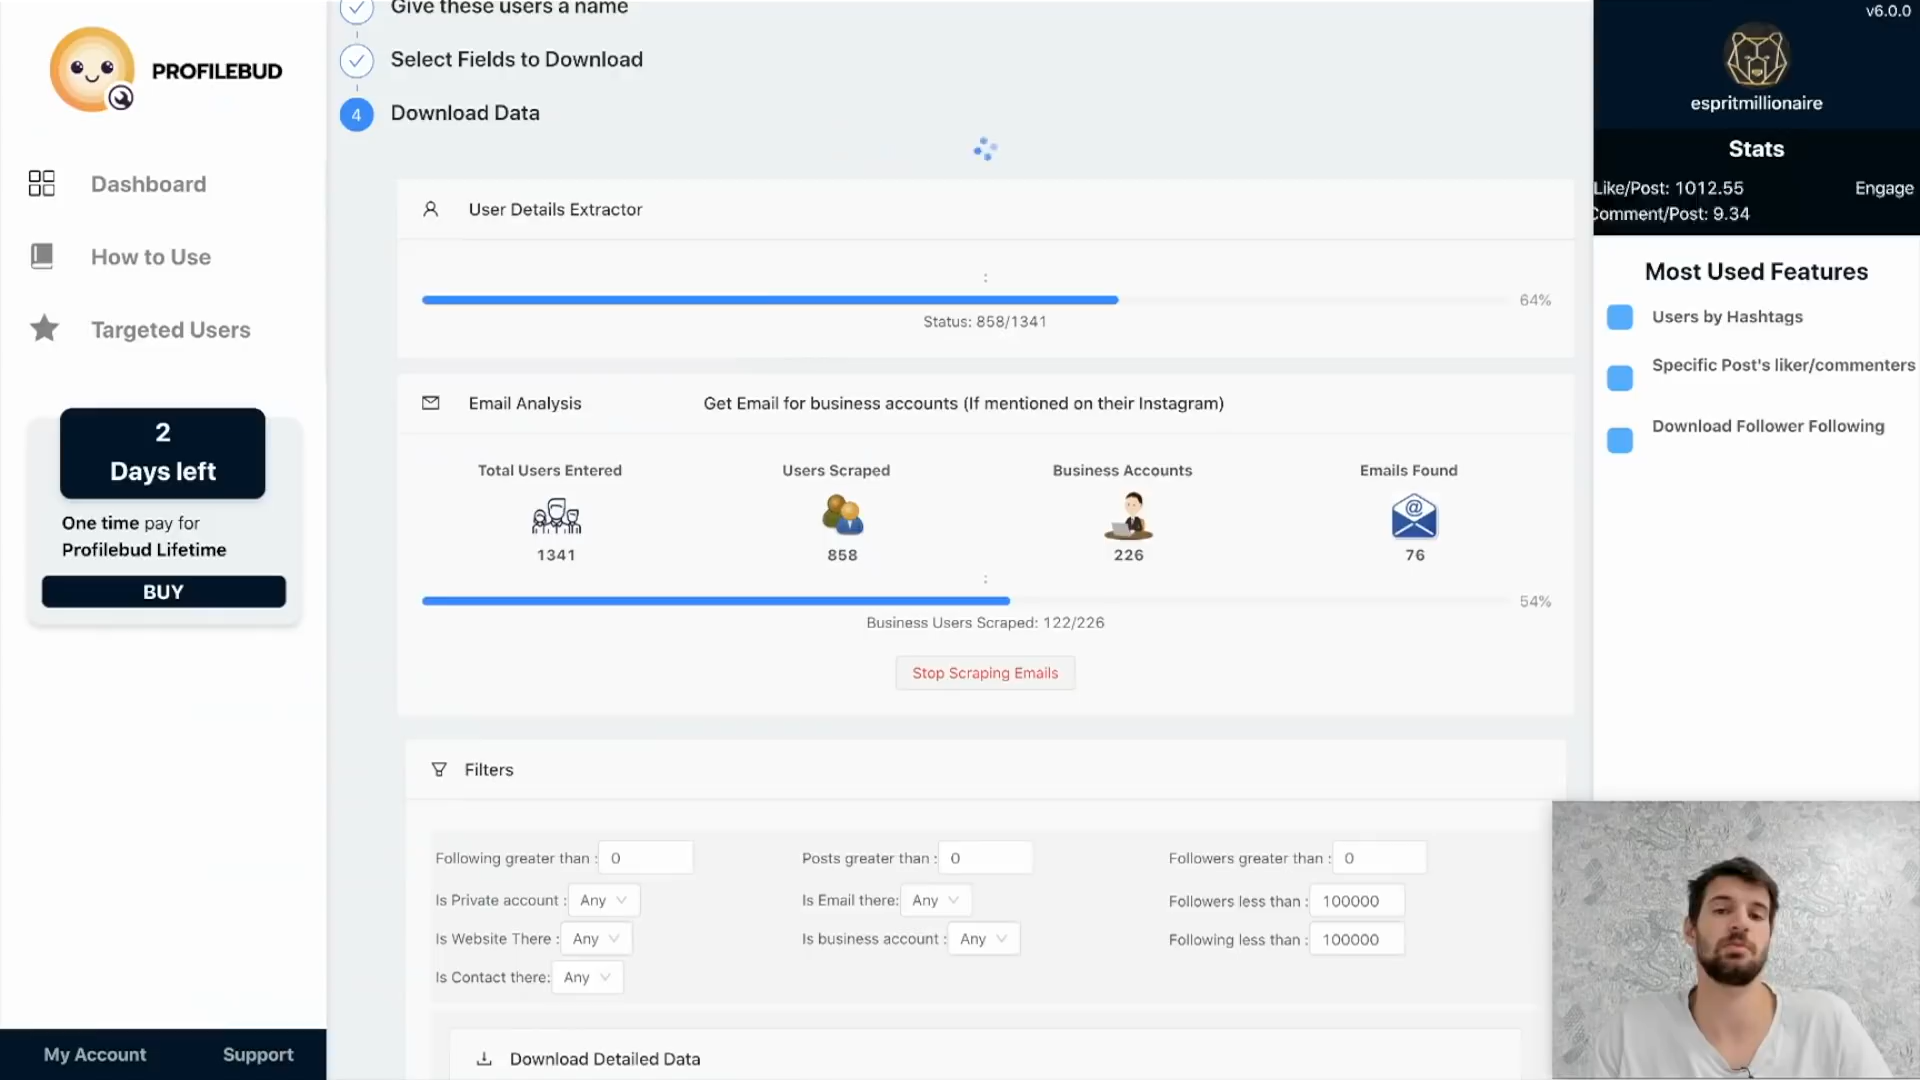 PROFILEBUD
Dashboard
How to Use
Targeted Users
2
Days left
One time pay for
Profilebud Lifetime
BUY
My Account
Support
Give these users a name
Select Fields to Download
4
Download Data
User Details Extractor
:
64%
Status: 858/1341
Email Analysis
Get Email for business accounts (If mentioned on their Instagram)
Total Users Entered
Users Scraped
Business Accounts
Emails Found
@
1341
858
226
76
:
54%
Business Users Scraped: 122/226
Stop Scraping Emails
Filters
Following greater than : 0
Posts greater than : 0
Followers greater than : 0
Is Private account : Any
Is Email there: Any
Followers less than : 100000
Is Website There : Any
Is business account : Any
Following less than : 100000
Is Contact there: Any
Download Detailed Data
v6.0.0
espritmillionaire
Stats
Like/Post: 1012.55
Engage
Comment/Post: 9.34
Most Used Features
Users by Hashtags
Specific Post's liker/commenters
Download Follower Following